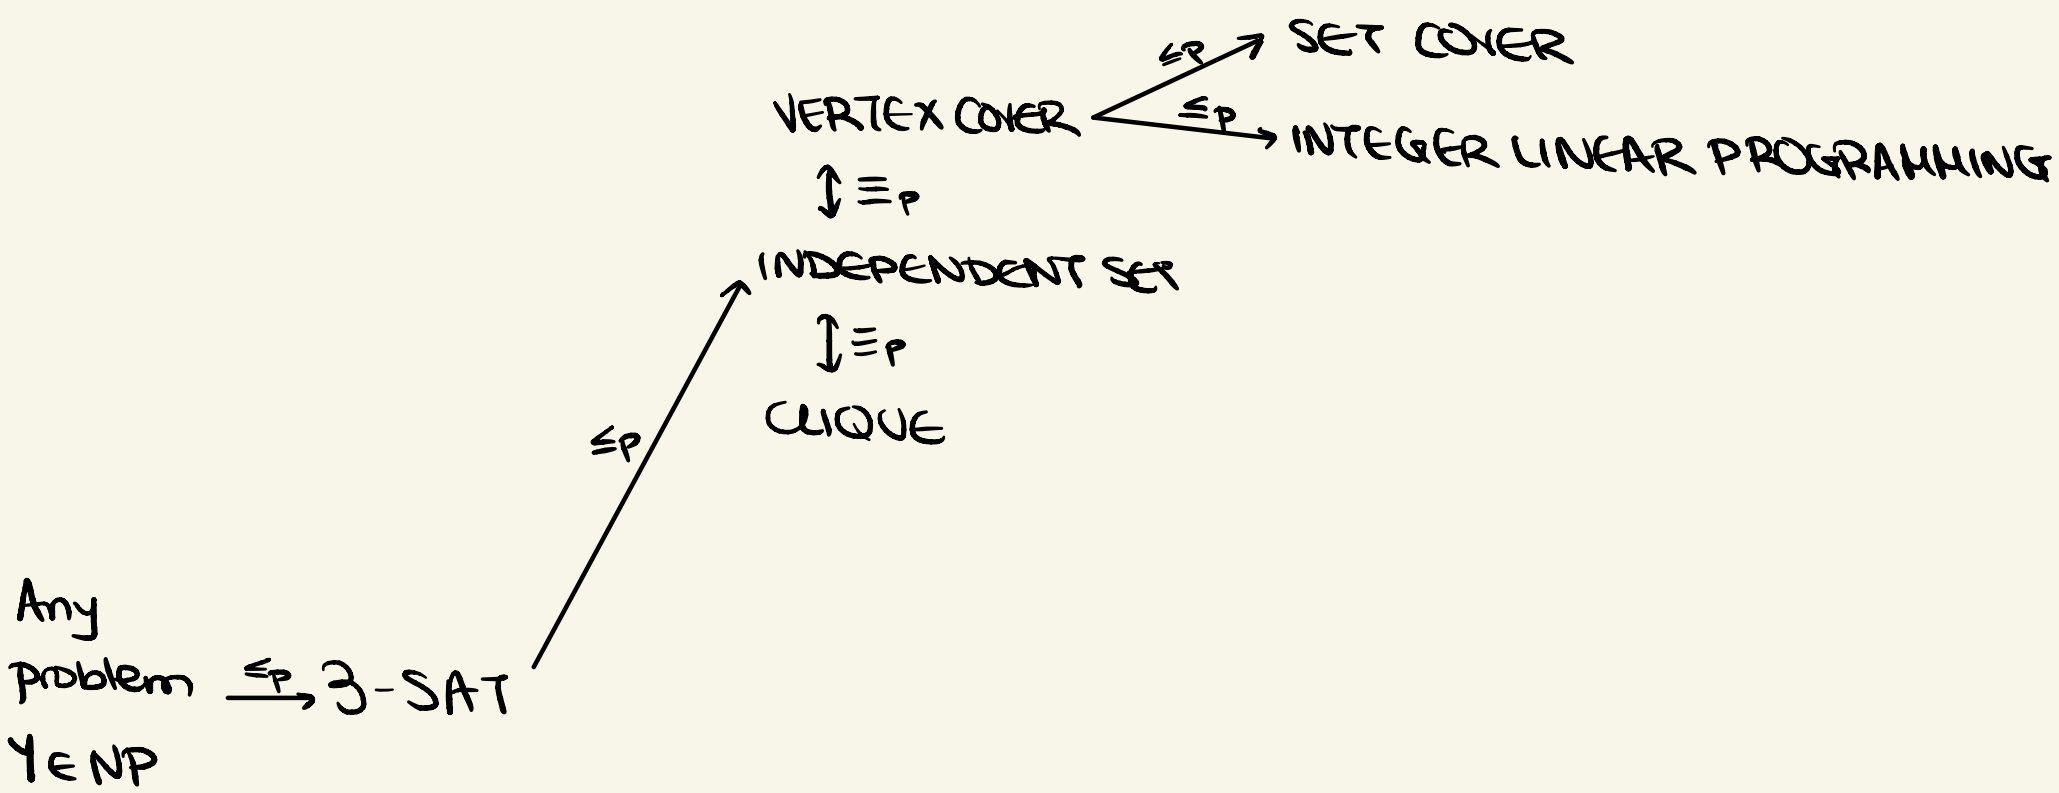 ≤p SET COVER
VERTEX COVER ≤p INTEGER LINEAR PROGRAMMING
≡p
INDEPENDENT SET
≡p
CLIQUE
≤p
Any
problem ≤p 3-SAT
Y∈NP